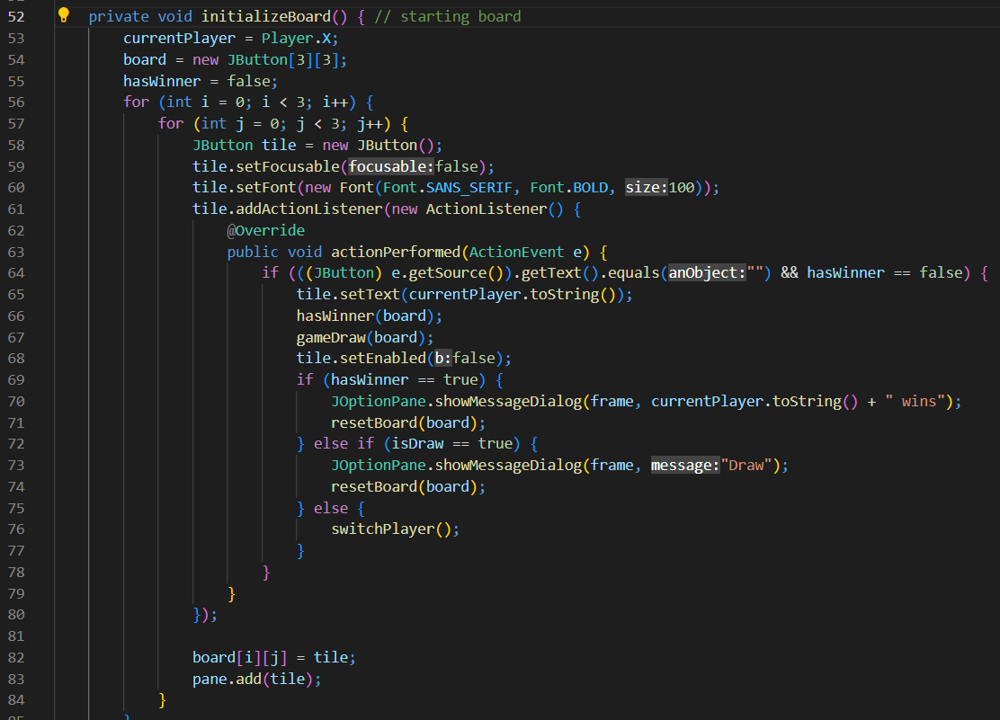 52 private void initializeBoard() { // starting board
53 currentPlayer = Player.X;
54 board = new JButton[3][3];
55 hasWinner = false;
56 for (int i = 0; i < 3; i++) {
57 for (int j = 0; j < 3; j++) {
58 JButton tile = new JButton();
59 tile.setFocusable(focusable:false);
60 tile.setFont(new Font(Font.SANS_SERIF, Font.BOLD, size:100));
61 tile.addActionListener(new ActionListener() {
62 @Override
63 public void actionPerformed(ActionEvent e) {
64 if (((JButton) e.getSource()).getText().equals(anObject:"") && hasWinner == false) {
65 tile.setText(currentPlayer.toString());
66 hasWinner(board);
67 gameDraw(board);
68 tile.setEnabled(b:false);
69 if (hasWinner == true) {
70 JOptionPane.showMessageDialog(frame, currentPlayer.toString() + " wins");
71 resetBoard(board);
72 } else if (isDraw == true) {
73 JOptionPane.showMessageDialog(frame, message:"Draw");
74 resetBoard(board);
75 } else {
76 switchPlayer();
77 }
78 }
79 }
80 });
81
82 board[i][j] = tile;
83 pane.add(tile);
84 }